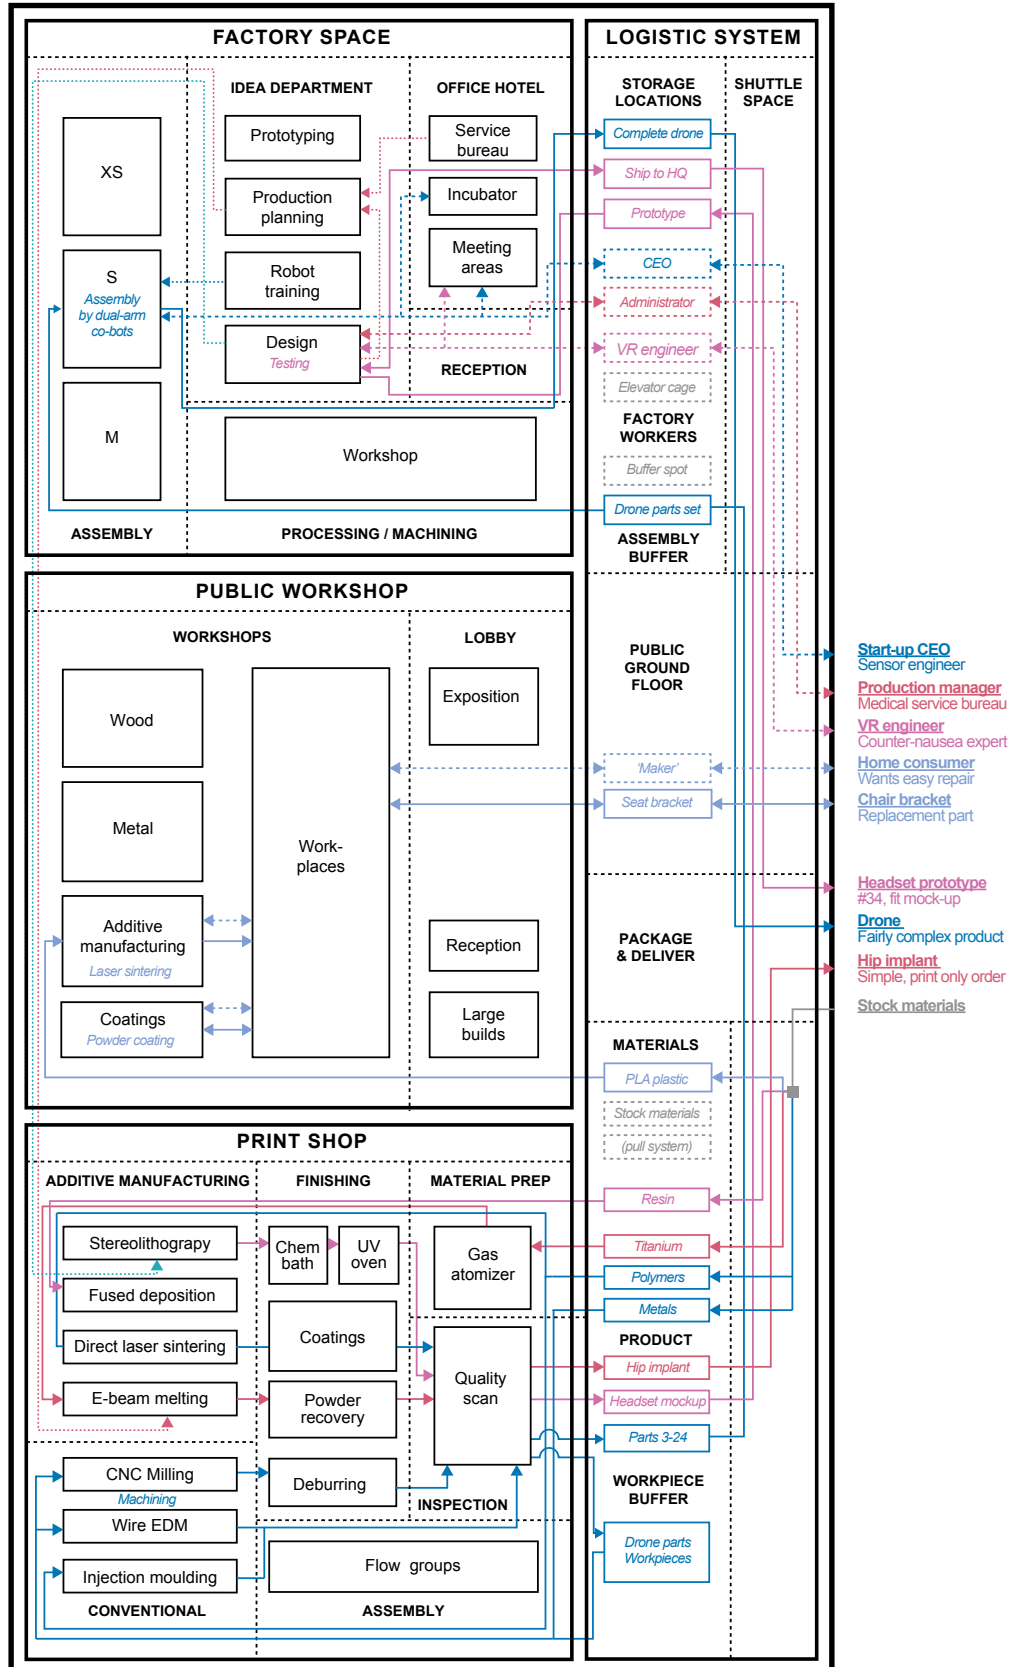 FACTORY SPACE
LOGISTIC SYSTEM
IDEA DEPARTMENT
OFFICE HOTEL
STORAGE
LOCATIONS
SHUTTLE
SPACE
XS
Prototyping
Service
bureau
Complete drone
Ship to HQ
Production
planning
Incubator
Prototype
S
Assembly
by dual-arm
co-bots
Robot
training
Meeting
areas
CEO
Administrator
Design
Testing
RECEPTION
VR engineer
Elevator cage
M
Workshop
FACTORY
WORKERS
Buffer spot
Drone parts set
ASSEMBLY
PROCESSING / MACHINING
ASSEMBLY
BUFFER
PUBLIC WORKSHOP
WORKSHOPS
LOBBY
PUBLIC
GROUND
FLOOR
Wood
Exposition
Start-up CEO
Sensor engineer
Production manager
Medical service bureau
VR engineer
Counter-nausea expert
'Maker'
Home consumer
Wants easy repair
Seat bracket
Chair bracket
Replacement part
Metal
Work-
places
Headset prototype
#34, fit mock-up
Additive
manufacturing
Laser sintering
Reception
PACKAGE
& DELIVER
Drone
Fairly complex product
Hip implant
Simple, print only order
Coatings
Powder coating
Large
builds
Stock materials
MATERIALS
PLA plastic
Stock materials
(pull system)
PRINT SHOP
ADDITIVE MANUFACTURING
FINISHING
MATERIAL PREP
Resin
Stereolithograpy
Chem
bath
UV
oven
Gas
atomizer
Titanium
Polymers
Fused deposition
Metals
Direct laser sintering
Coatings
PRODUCT
Quality
scan
Hip implant
E-beam melting
Powder
recovery
Headset mockup
Parts 3-24
CNC Milling
Machining
Deburring
INSPECTION
WORKPIECE
BUFFER
Wire EDM
Drone parts
Workpieces
Injection moulding
Flow groups
CONVENTIONAL
ASSEMBLY